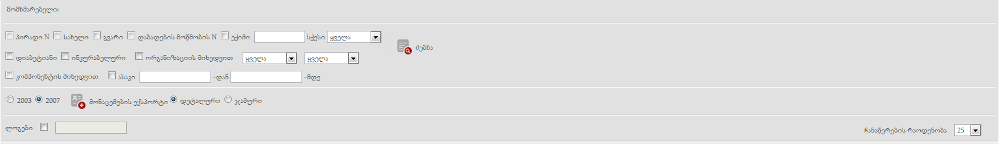 მომხმარებელი:
პირადი N სახელი გვარი დაბადების მოწმობის N ექიმი სქესი ყველა
ძებნა
დიაბეტიანი ინკურაბელური ორგანიზაციის მიხედვით ყველა ყველა
კომპონენტის მიხედვით ასაკი -დან -მდე
2003 2007 მონაცემების ექსპორტი დეტალური ჯამური
ლოგები
ჩანაწერების რაოდენობა 25